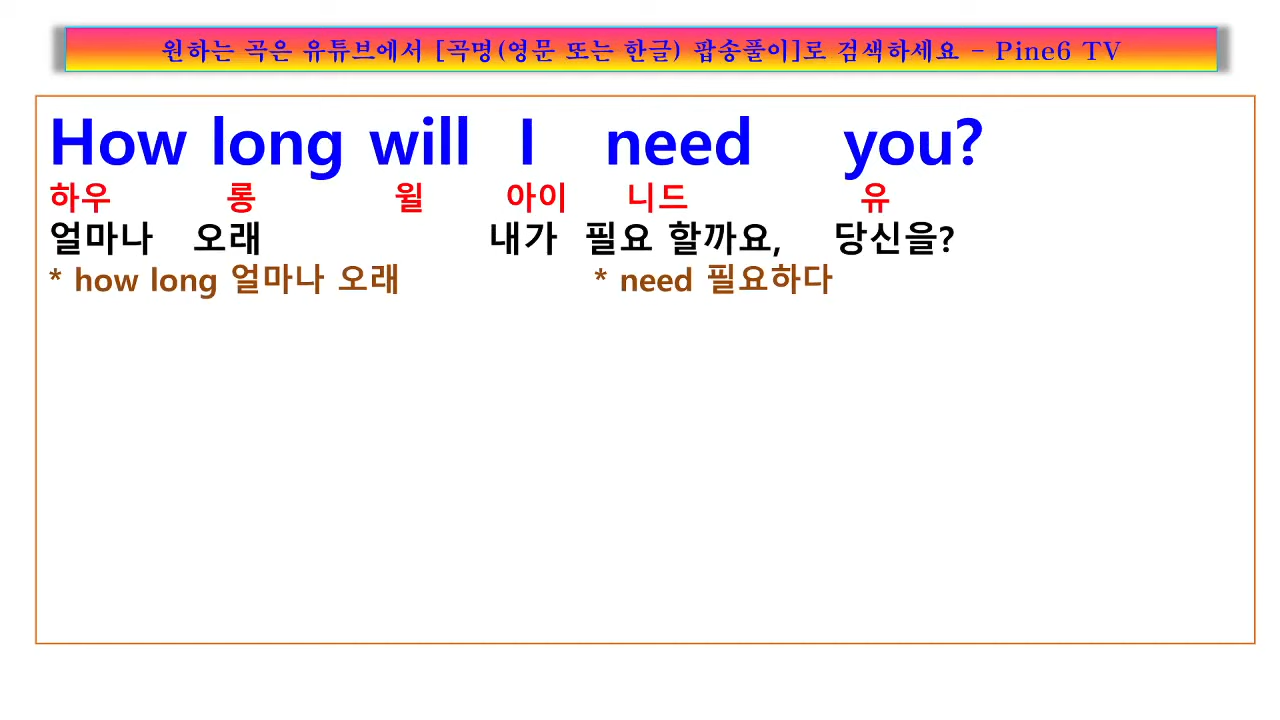 원하는 곡은 유튜브에서 [곡명(영문 또는 한글) 팝송풀이]로 검색하세요 - Pine6 TV
How long will I need you?
하우 롱 윌 아이 니드 유
얼마나 오래 내가 필요 할까요, 당신을?
* how long 얼마나 오래 * need 필요하다